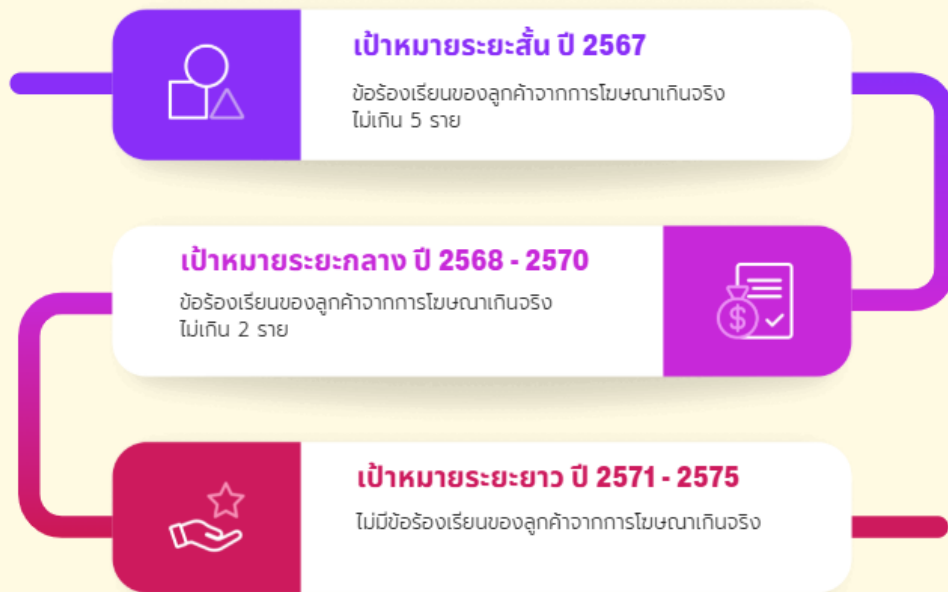 เป้าหมายระยะสั้น ปี 2567
ข้อร้องเรียนของลูกค้าจากการโฆษณาเกินจริง
ไม่เกิน 5 ราย
เป้าหมายระยะกลาง ปี 2568 - 2570
ข้อร้องเรียนของลูกค้าจากการโฆษณาเกินจริง
ไม่เกิน 2 ราย
$
เป้าหมายระยะยาว ปี 2571 - 2575
ไม่มีข้อร้องเรียนของลูกค้าจากการโฆษณาเกินจริง